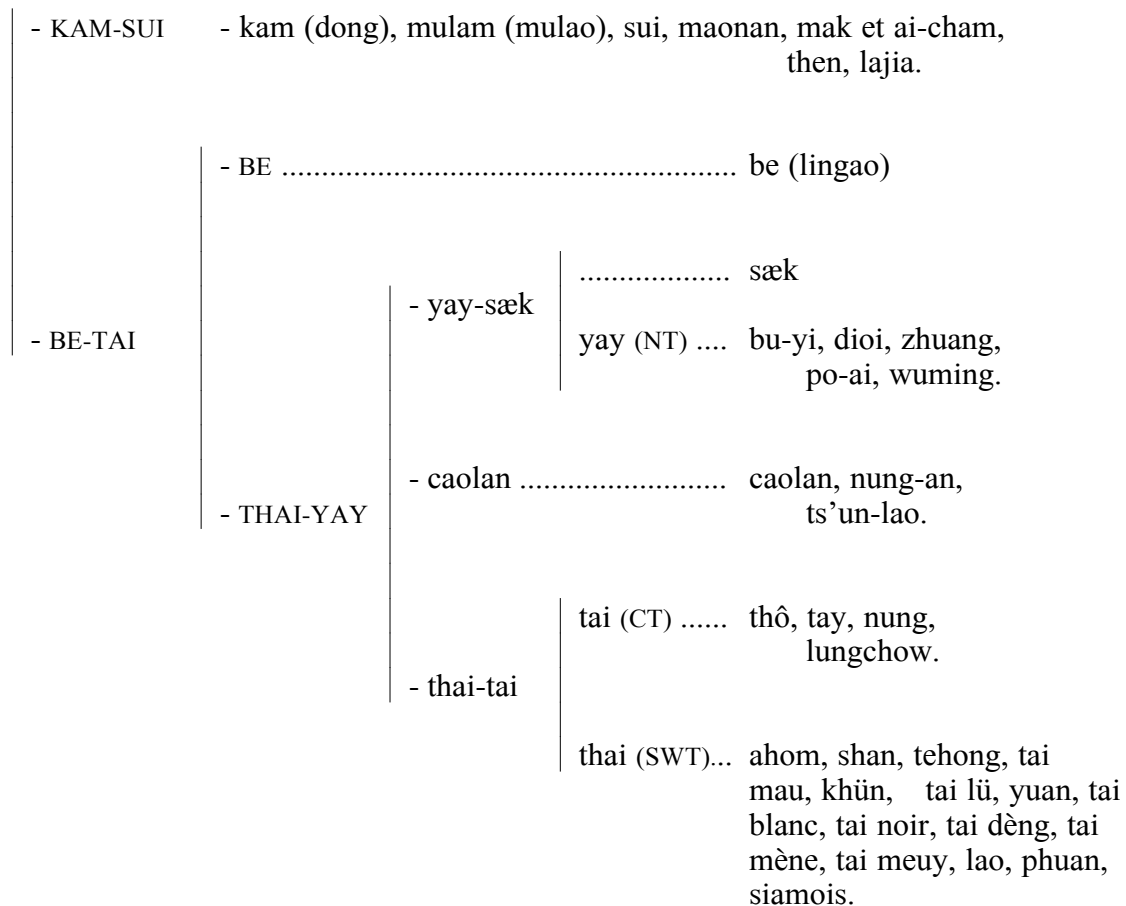 - KAM-SUI - kam (dong), mulam (mulao), sui, maonan, mak et ai-cham,
then, lajia.
- BE ......................................................... be (lingao)
................... sæk
- yay-sæk
- BE-TAI yay (NT) .... bu-yi, dioi, zhuang,
po-ai, wuming.
- caolan .......................... caolan, nung-an,
- THAI-YAY ts’un-lao.
tai (CT) ...... thô, tay, nung,
lungchow.
- thai-tai
thai (SWT)... ahom, shan, tehong, tai
mau, khün, tai lü, yuan, tai
blanc, tai noir, tai dèng, tai
mène, tai meuy, lao, phuan,
siamois.